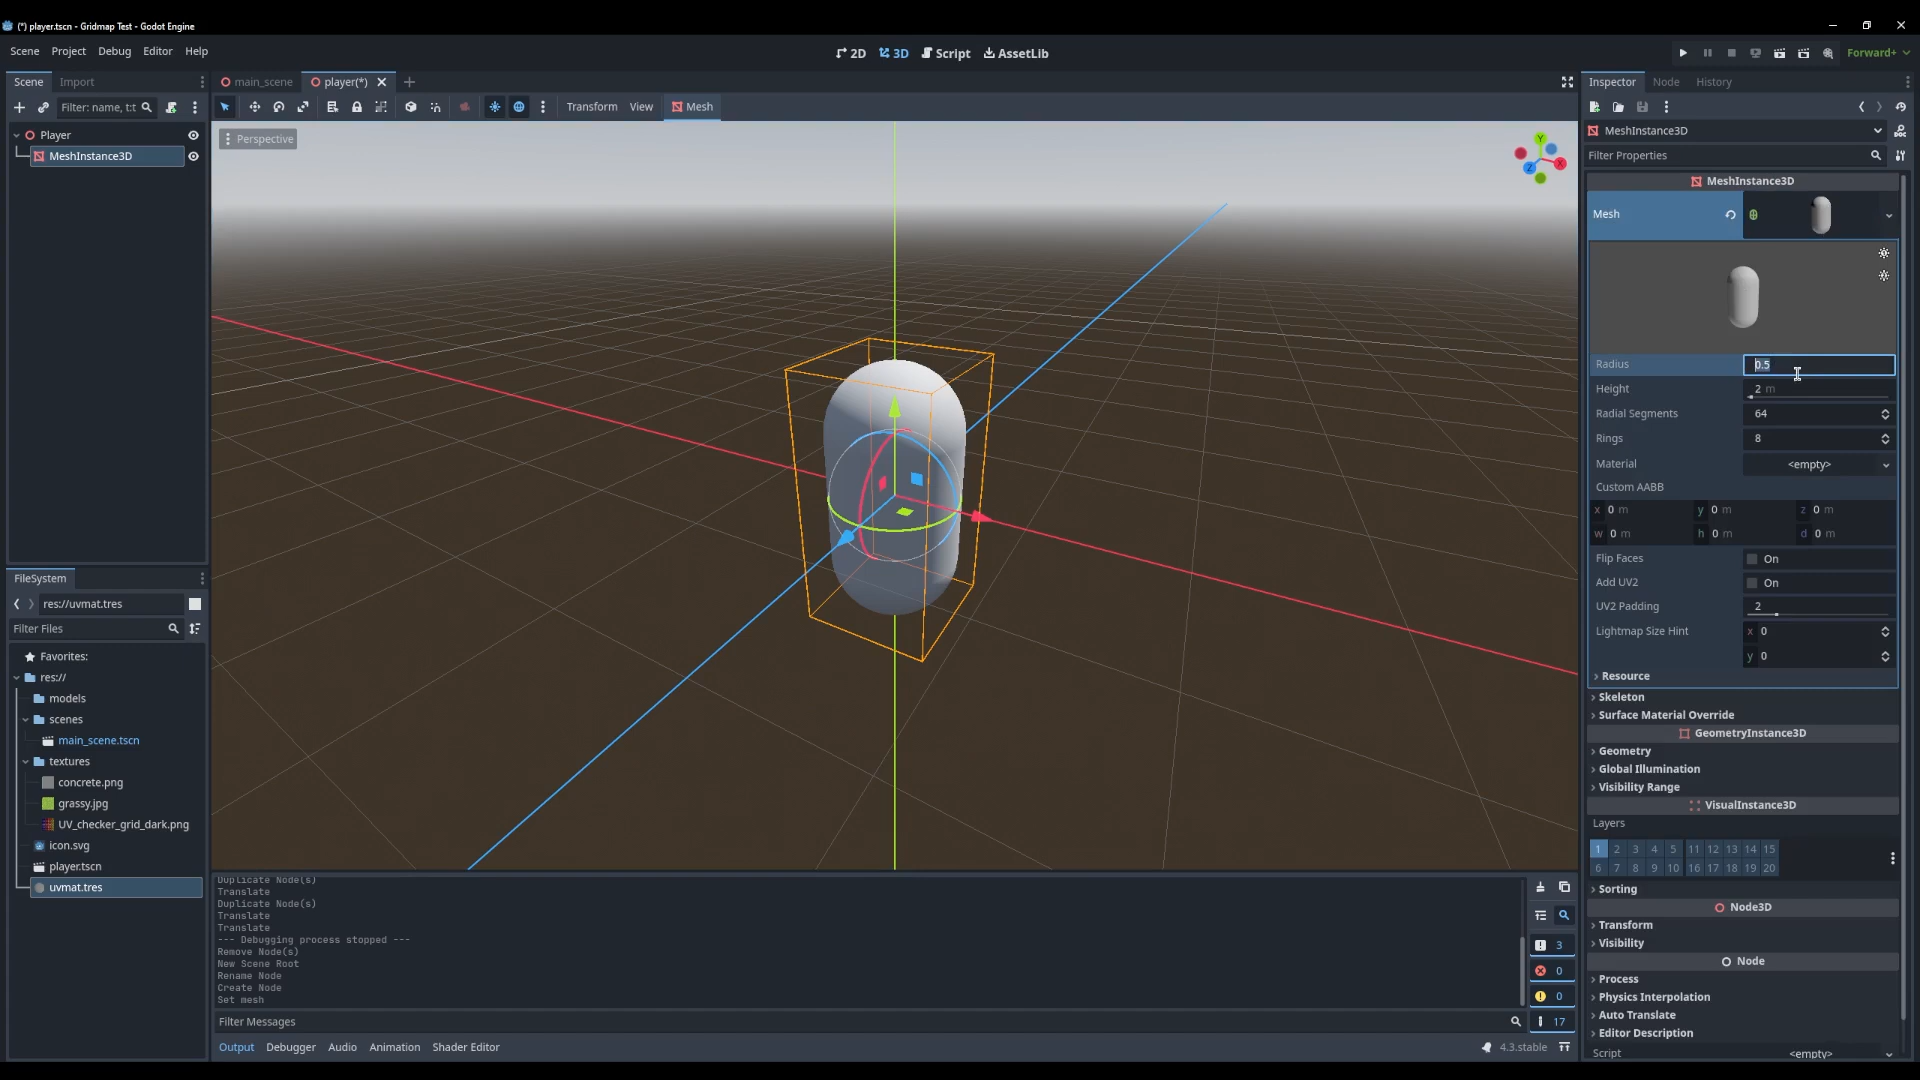 (*) player.tscn - Gridmap Test - Godot Engine
Scene Project Debug Editor Help
2D 3D Script AssetLib
Forward+
Scene Import
main_scene player(*)
Inspector Node History
Filter: name, t:t
Transform View Mesh
Player
MeshInstance3D
Perspective
Y
X
Z
MeshInstance3D
Filter Properties
MeshInstance3D
Mesh
Radius 0.5
Height 2 m
Radial Segments 64
Rings 8
Material <empty>
Custom AABB
x 0 m y 0 m z 0 m
w 0 m h 0 m d 0 m
Flip Faces On
Add UV2 On
UV2 Padding 2
Lightmap Size Hint x 0
y 0
Resource
Skeleton
Surface Material Override
GeometryInstance3D
Geometry
Global Illumination
Visibility Range
VisualInstance3D
Layers
1 2 3 4 5 11 12 13 14 15
6 7 8 9 10 16 17 18 19 20
Sorting
Node3D
Transform
Visibility
Node
Process
Physics Interpolation
Auto Translate
Editor Description
Script <empty>
FileSystem
res://uvmat.tres
Filter Files
Favorites:
res://
models
scenes
main_scene.tscn
textures
concrete.png
grassy.jpg
UV_checker_grid_dark.png
icon.svg
player.tscn
uvmat.tres
Duplicate Node(s)
Translate
Duplicate Node(s)
Translate
Translate
--- Debugging process stopped ---
Remove Node(s)
New Scene Root
Rename Node
Create Node
Set mesh
3
0
0
17
Filter Messages
Output Debugger Audio Animation Shader Editor
4.3.stable